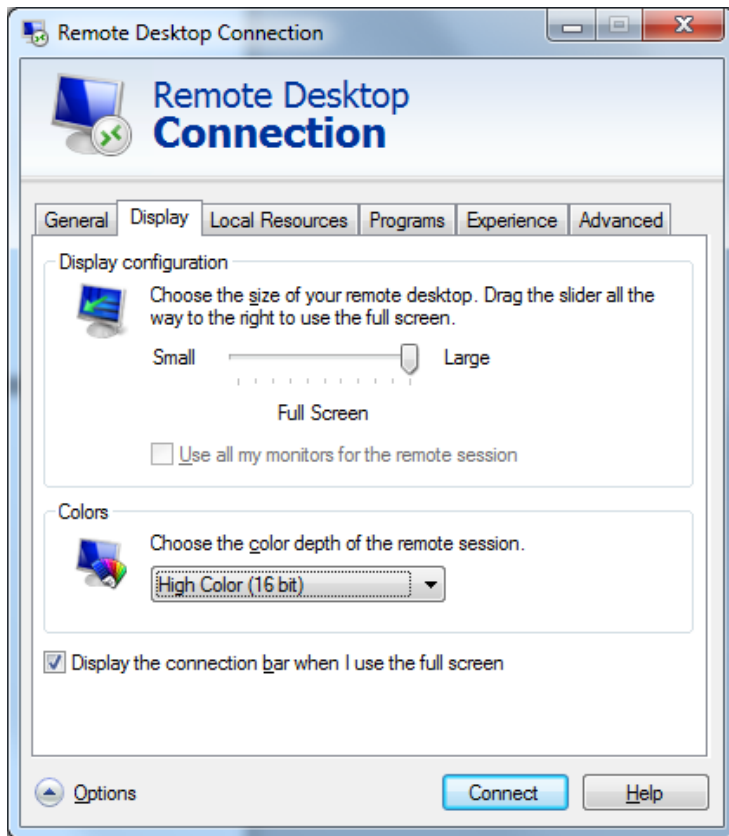 Remote Desktop Connection
Remote Desktop
Connection
General Display Local Resources Programs Experience Advanced
Display configuration
Choose the size of your remote desktop. Drag the slider all the
way to the right to use the full screen.
Small Large
Full Screen
Use all my monitors for the remote session
Colors
Choose the color depth of the remote session.
High Color (16 bit)
Display the connection bar when I use the full screen
Options Connect Help